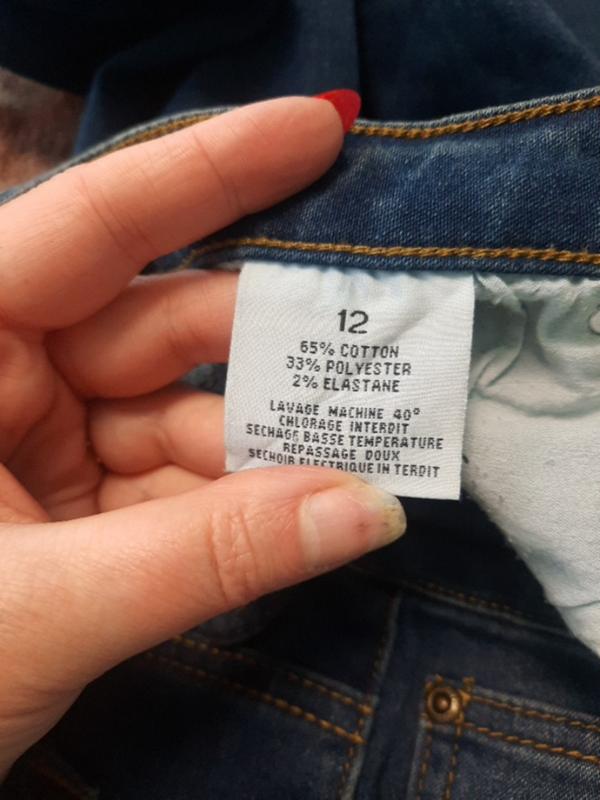 12
65% COTTON
33% POLYESTER
2% ELASTANE
LAVAGE MACHINE 40°
CHLORAGE INTERDIT
SECHAGE BASSE TEMPERATURE
REPASSAGE DOUX
SECHOIR ELECTRIQUE IN TERDIT